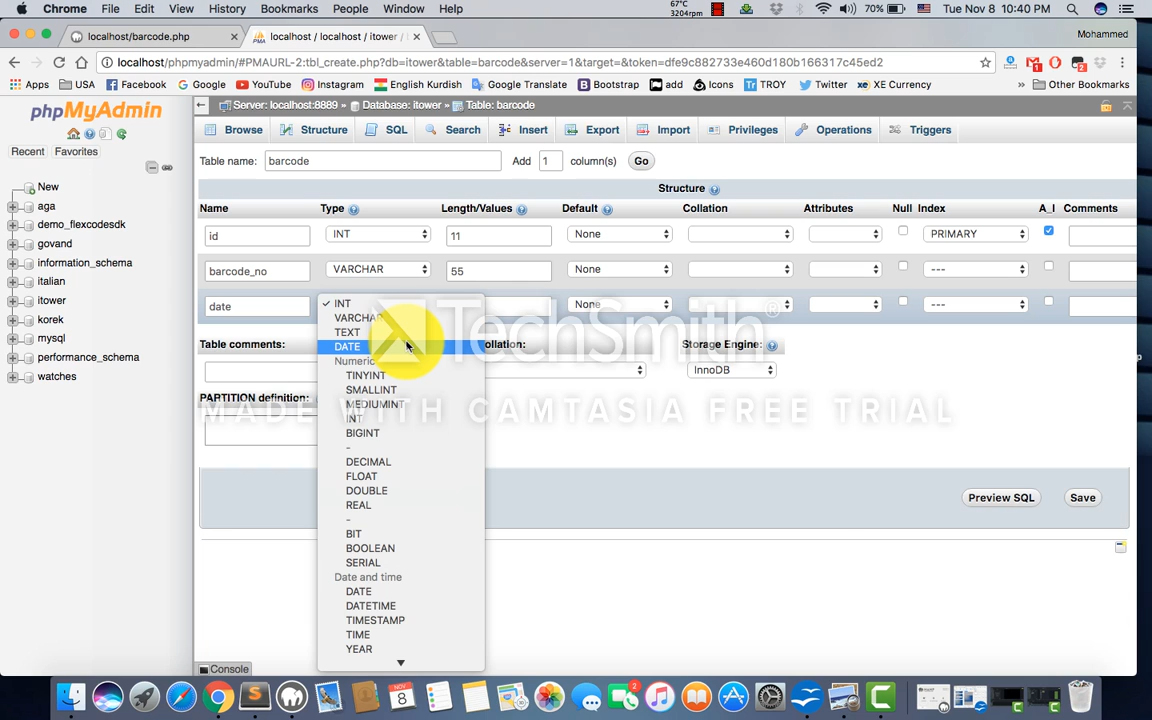 Chrome File Edit View History Bookmarks People Window Help 67°C 3204rpm 70% Tue Nov 8 10:40 PM
localhost/barcode.php localhost / localhost / itower / l Mohammed
localhost/phpmyadmin/#PMAURL-2:tbl_create.php?db=itower&table=barcode&server=1&target=&token=dfe9c882733e460d180b166317c45ed2
Apps USA Facebook Google YouTube Instagram English Kurdish Google Translate Bootstrap add Icons TROY Twitter XE Currency » Other Bookmarks
phpMyAdmin
Recent Favorites
New
aga
demo_flexcodesdk
govand
information_schema
italian
itower
korek
mysql
performance_schema
watches
Server: localhost:8889 » Database: itower » Table: barcode
Browse Structure SQL Search Insert Export Import Privileges Operations Triggers
Table name: barcode Add 1 column(s) Go
Structure
Name Type Length/Values Default Collation Attributes Null Index A_I Comments
id INT 11 None PRIMARY
barcode_no VARCHAR 55 None ---
date None ---
Table comments: ollation: Storage Engine:
InnoDB
PARTITION definition:
INT
VARCHAR
TEXT
DATE
Numeric
TINYINT
SMALLINT
MEDIUMINT
INT
BIGINT
-
DECIMAL
FLOAT
DOUBLE
REAL
-
BIT
BOOLEAN
SERIAL
Date and time
DATE
DATETIME
TIMESTAMP
TIME
YEAR
Preview SQL Save
Console
TechSmith®
MADE WITH CAMTASIA FREE TRIAL
NOV
8
2